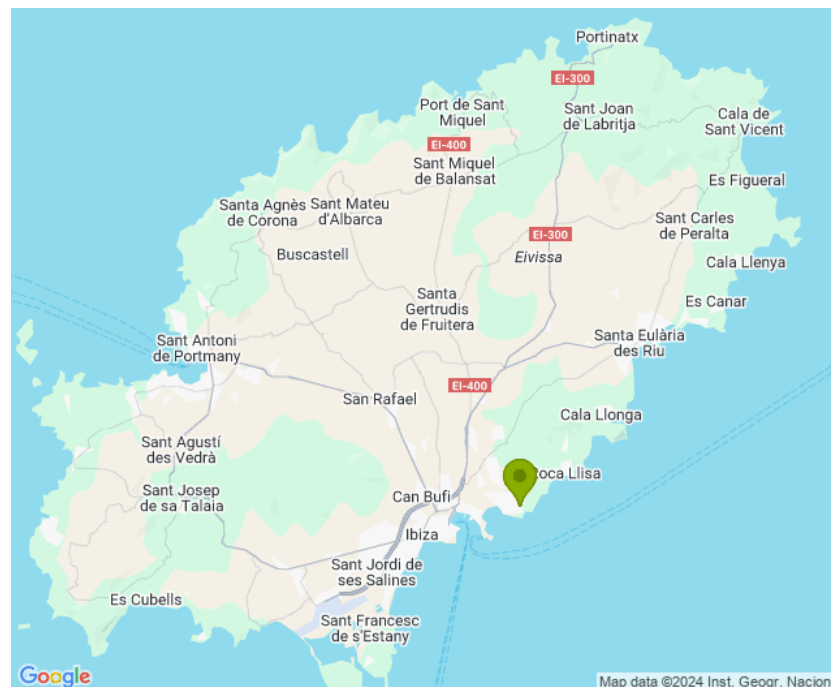 Portinatx
EI-300
Port de Sant
Miquel
Sant Joan
de Labritja
Cala de
Sant Vicent
EI-400
Sant Miquel
de Balansat
Es Figueral
Santa Agnès
de Corona
Sant Mateu
d'Albarca
Sant Carles
de Peralta
EI-300
Buscastell
Eivissa
Cala Llenya
Santa
Gertrudis
de Fruitera
Es Canar
Sant Antoni
de Portmany
Santa Eulària
des Riu
EI-400
San Rafael
Cala Llonga
Sant Agustí
des Vedrà
Roca Llisa
Sant Josep
de sa Talaia
Can Bufí
Ibiza
Sant Jordi de
ses Salines
Es Cubells
Sant Francesc
de s'Estany
Google
Map data ©2024 Inst. Geogr. Nacion